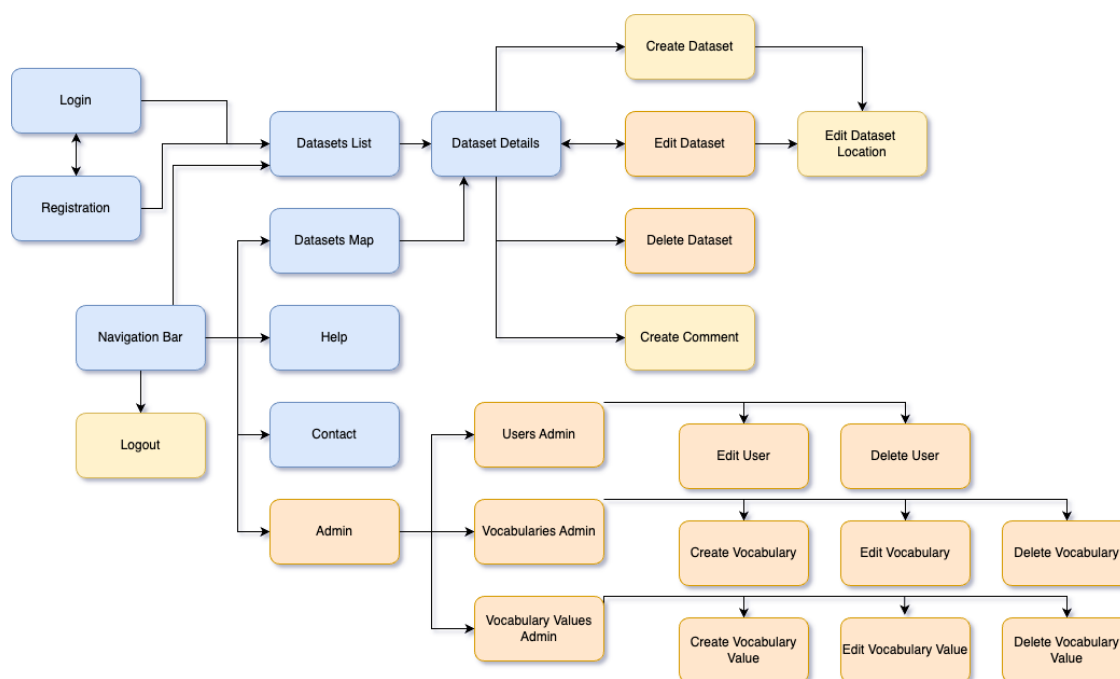 Create Dataset
Login
Datasets List
Dataset Details
Edit Dataset
Edit Dataset
Location
Registration
Datasets Map
Delete Dataset
Navigation Bar
Help
Create Comment
Logout
Contact
Users Admin
Edit User
Delete User
Admin
Vocabularies Admin
Create Vocabulary
Edit Vocabulary
Delete Vocabulary
Vocabulary Values
Admin
Create Vocabulary
Value
Edit Vocabulary Value
Delete Vocabulary
Value